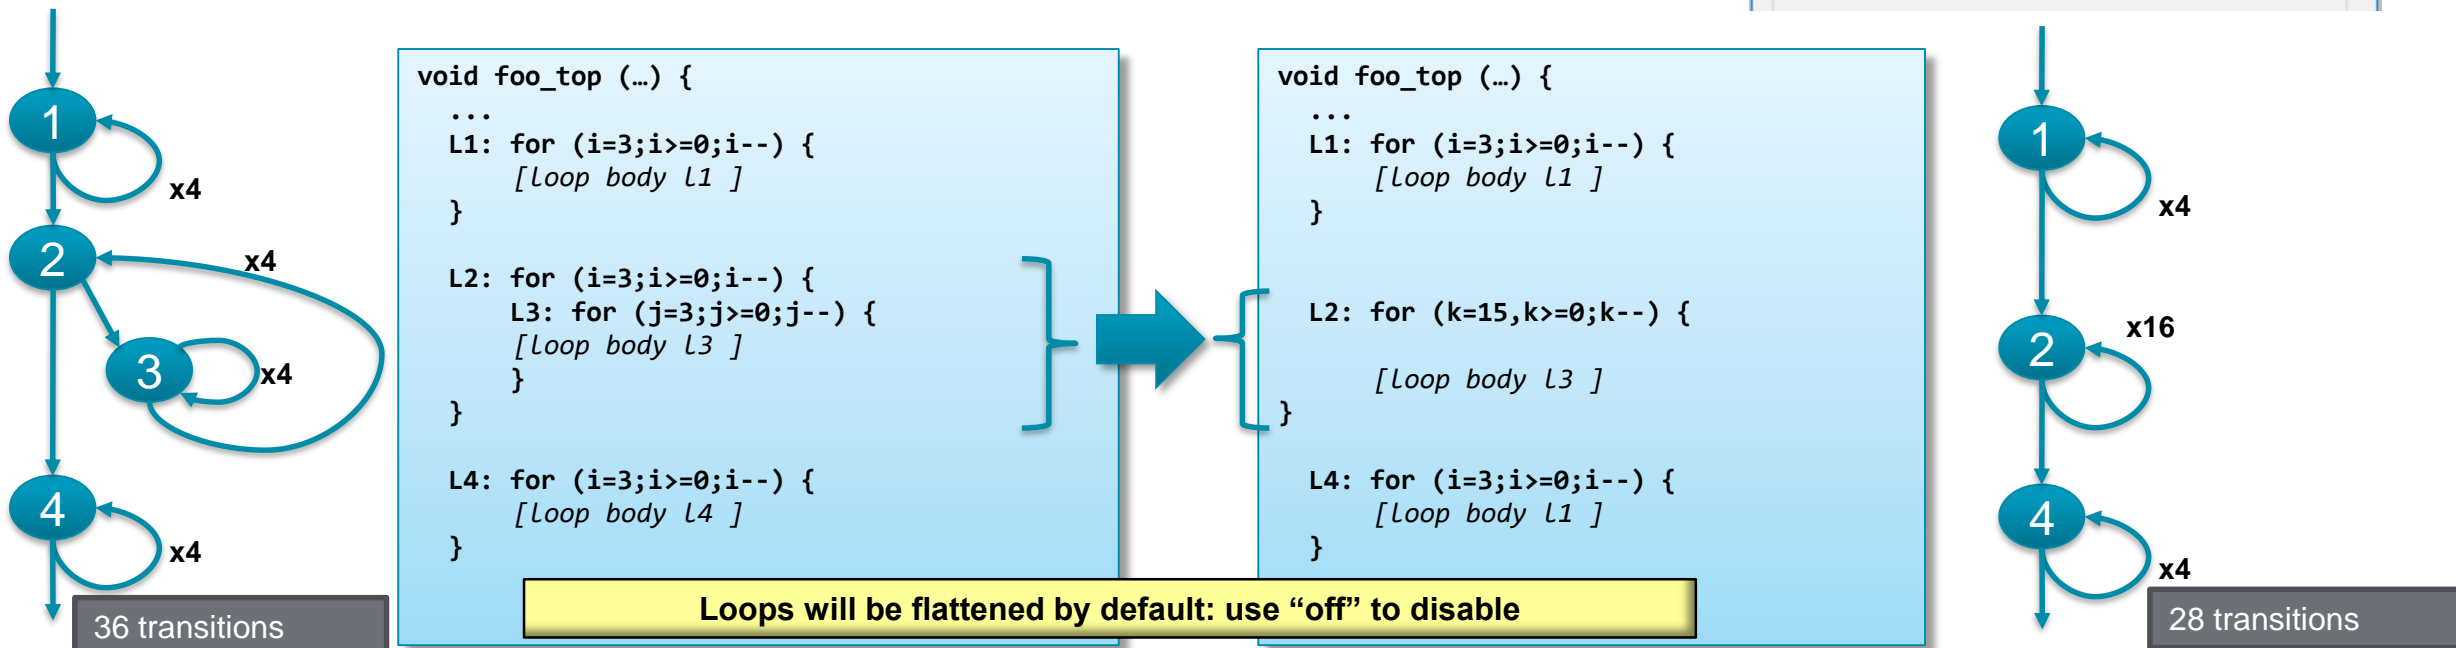 1
x4
2
x4
3
x4
4
x4
36 transitions
void foo_top (…) {
...
L1: for (i=3;i>=0;i--) {
[loop body l1 ]
}
L2: for (i=3;i>=0;i--) {
L3: for (j=3;j>=0;j--) {
[loop body l3 ]
}
}
L4: for (i=3;i>=0;i--) {
[loop body l4 ]
}
void foo_top (…) {
...
L1: for (i=3;i>=0;i--) {
[loop body l1 ]
}
L2: for (k=15,k>=0;k--) {
[loop body l3 ]
}
L4: for (i=3;i>=0;i--) {
[loop body l1 ]
}
Loops will be flattened by default: use “off” to disable
1
x4
x16
2
4
x4
28 transitions